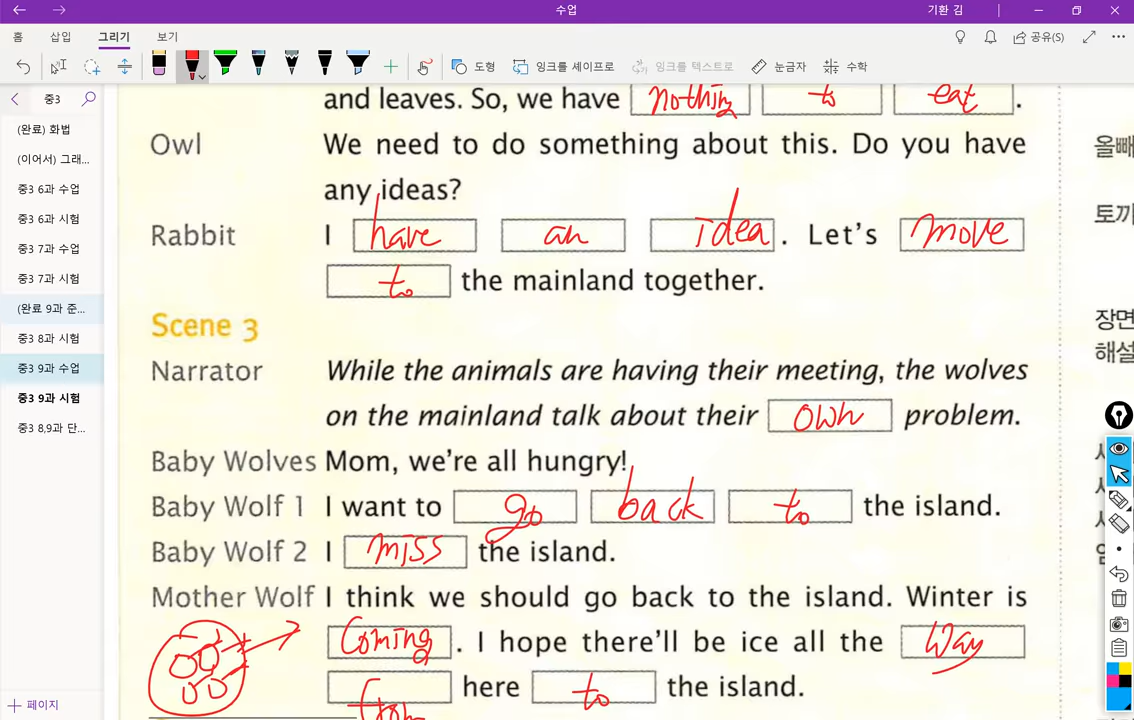 수업
기환 김
홈 삽입 그리기 보기
공유(S)
도형 잉크를 셰이프로 잉크를 텍스트로 눈금자 수학
중3
(완료) 화법
(이어서) 그래...
중3 6과 수업
중3 6과 시험
중3 7과 수업
중3 7과 시험
(완료 9과 준...
중3 8과 시험
중3 9과 수업
중3 9과 시험
중3 8,9과 단...
페이지
and leaves. So, we have nothing to eat .
Owl We need to do something about this. Do you have
any ideas?
Rabbit I have an idea . Let's move
to the mainland together.
Scene 3
Narrator While the animals are having their meeting, the wolves
on the mainland talk about their own problem.
Baby Wolves Mom, we're all hungry!
Baby Wolf 1 I want to go back to the island.
Baby Wolf 2 I miss the island.
Mother Wolf I think we should go back to the island. Winter is
Coming . I hope there'll be ice all the way
from here to the island.
올빼
토끼
장면
해설